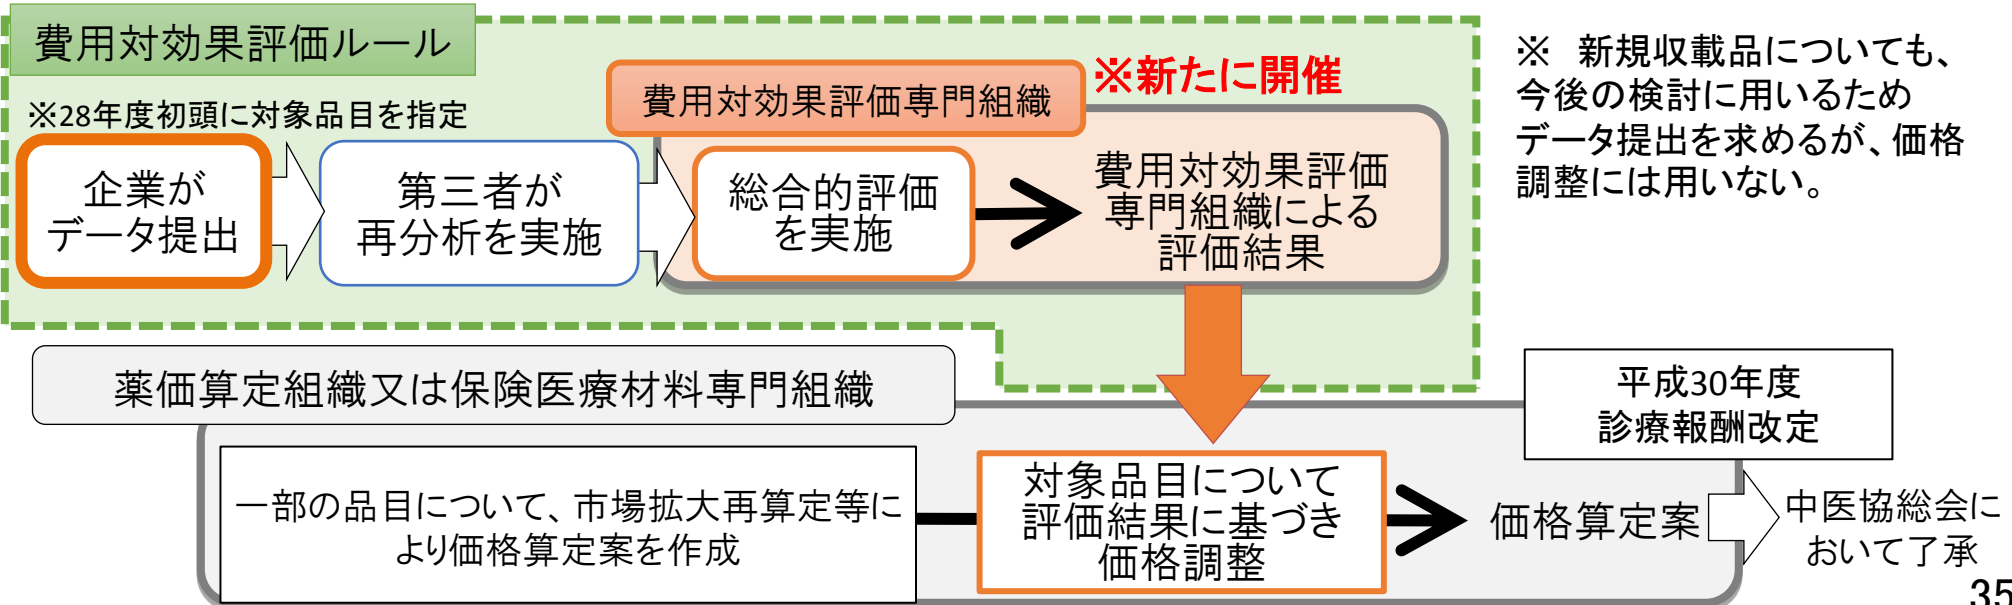 費用対効果評価ルール
※28年度初頭に対象品目を指定
企業が
データ提出
第三者が
再分析を実施
費用対効果評価専門組織
※新たに開催
総合的評価
を実施
費用対効果評価
専門組織による
評価結果
※　新規収載品についても、
今後の検討に用いるため
データ提出を求めるが、価格
調整には用いない。
薬価算定組織又は保険医療材料専門組織
一部の品目について、市場拡大再算定等に
より価格算定案を作成
対象品目について
評価結果に基づき
価格調整
価格算定案
平成30年度
診療報酬改定
中医協総会に
おいて了承
35